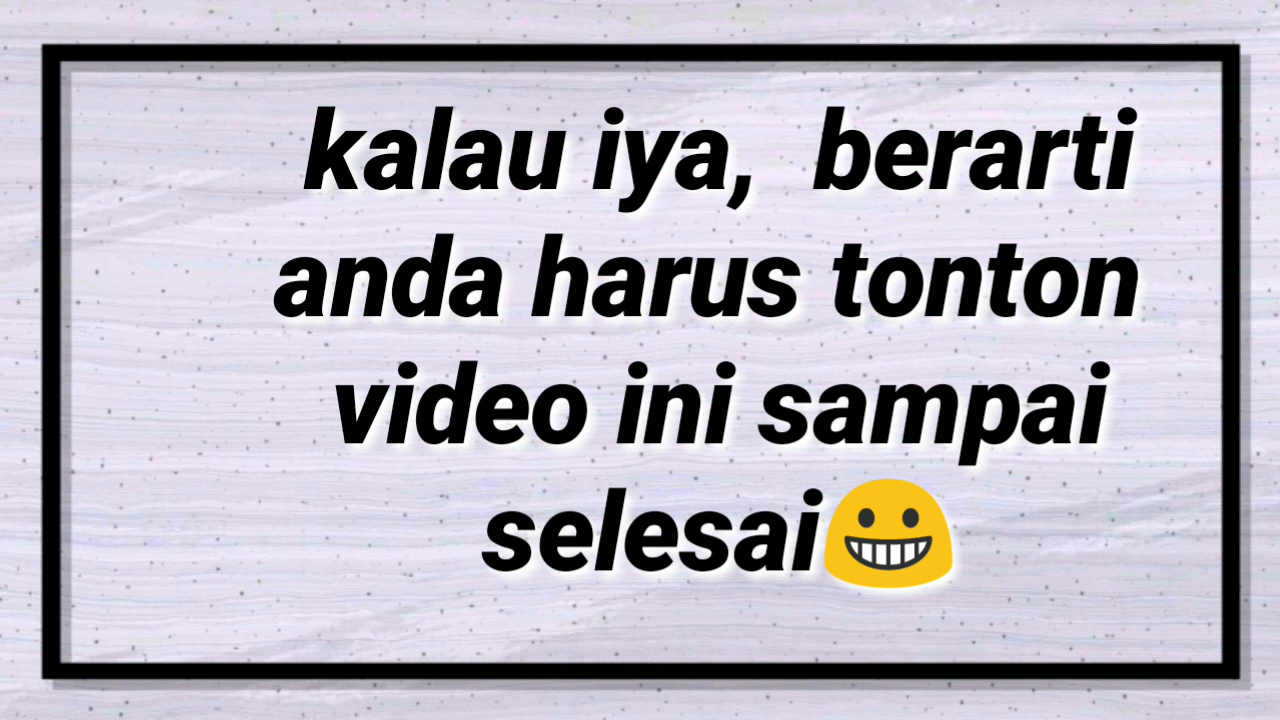 kalau iya,  berarti
anda harus tonton
video ini sampai
selesai😀